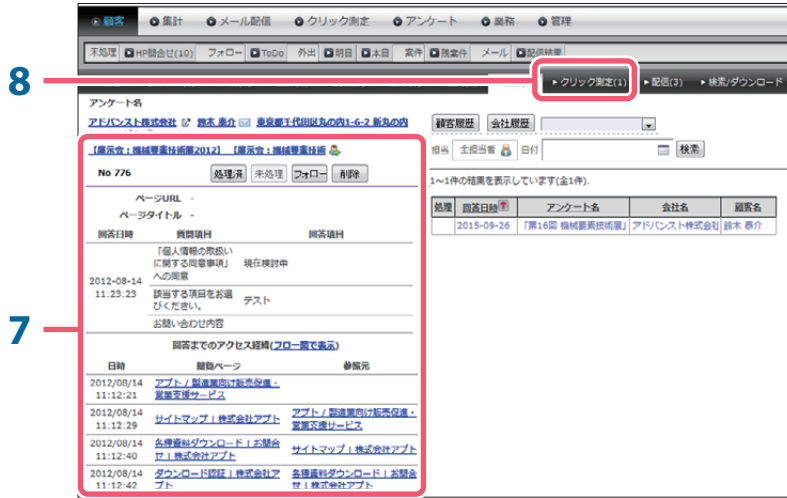 顧客 集計 メール配信 クリック測定 アンケート 業務 管理
未処理 HP問合せ(10) フォロー ToDo 外出 明日 本日 案件 残案件 メール 配信結果
8
クリック測定(1) 配信(3) 検索/ダウンロード
アンケート名
アドバンスト株式会社 鈴木 泰介 東京都千代田区丸の内1-6-2 新丸の内
顧客履歴 会社履歴
【展示会：機械要素技術展2012】 【展示会：機械要素技術
担当 主担当者 日付 検索
No 776 処理済 未処理 フォロー 削除
1～1件の結果を表示しています(全1件).
ページURL -
ページタイトル -
処理 回答日時 アンケート名 会社名 顧客名
2015-09-26 「第16回 機械要素技術展」 アドバンスト株式会社 鈴木 泰介
回答日時 質問項目 回答項目
2012-08-14
11:23:23
「個人情報の取扱い
に関する同意事項」
への同意
現在検討中
該当する項目をお選
びください。
テスト
お問い合わせ内容
7
回答までのアクセス経緯(フロー図で表示)
日時 閲覧ページ 参照元
2012/08/14
11:12:21
アプト / 製造業向け販売促進・
営業支援サービス
2012/08/14
11:12:29
サイトマップ | 株式会社アプト
アプト / 製造業向け販売促進・
営業支援サービス
2012/08/14
11:12:40
各種資料ダウンロード | お問合
せ | 株式会社アプト
サイトマップ | 株式会社アプト
2012/08/14
11:12:42
ダウンロード認証 | 株式会社ア
プト
各種資料ダウンロード | お問合
せ | 株式会社アプト